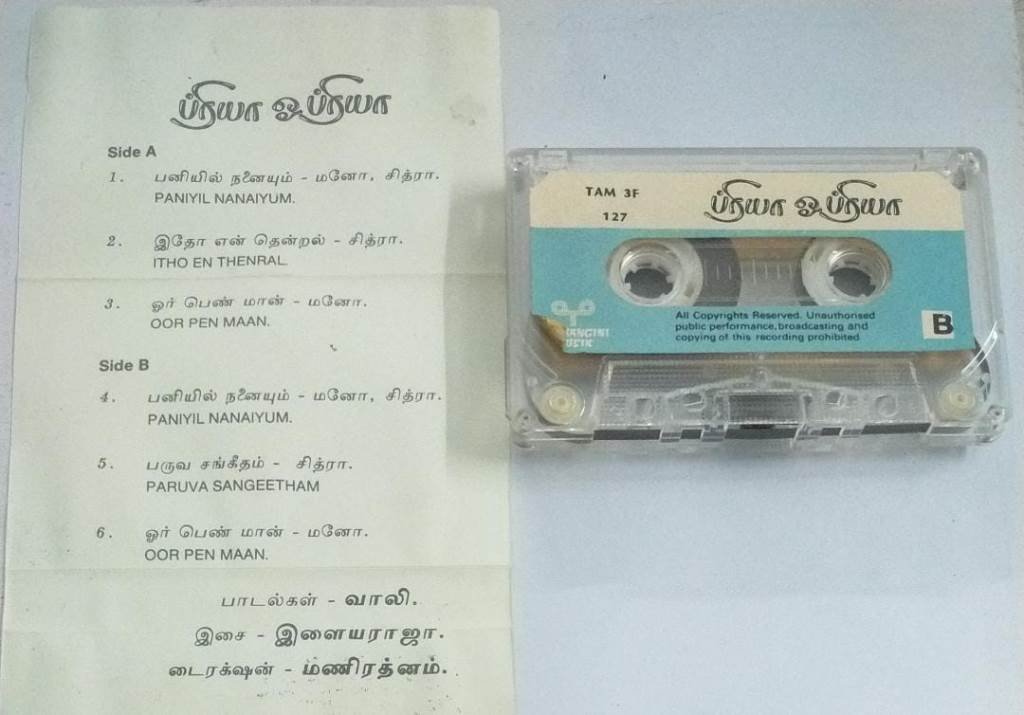 ப்ரியா ஓ ப்ரியா
Side A
1. பனியில் நனையும் - மனோ, சித்ரா.
PANIYIL NANAIYUM.
2. இதோ என் தென்றல் - சித்ரா.
ITHO EN THENRAL
3. ஓர் பெண் மான் - மனோ.
OOR PEN MAAN.
Side B
4. பனியில் நனையும் - மனோ, சித்ரா.
PANIYIL NANAIYUM.
5. பருவ சங்கீதம் - சித்ரா.
PARUVA SANGEETHAM
6. ஓர் பெண் மான் - மனோ.
OOR PEN MAAN.
பாடல்கள் - வாலி.
இசை - இளையராஜா.
டைரக்‌ஷன் - மணிரத்னம்.
TAM 3F
127
ப்ரியா ஓ ப்ரியா
All Copyrights Reserved. Unauthorised
public performance, broadcasting and
copying of this recording prohibited
B